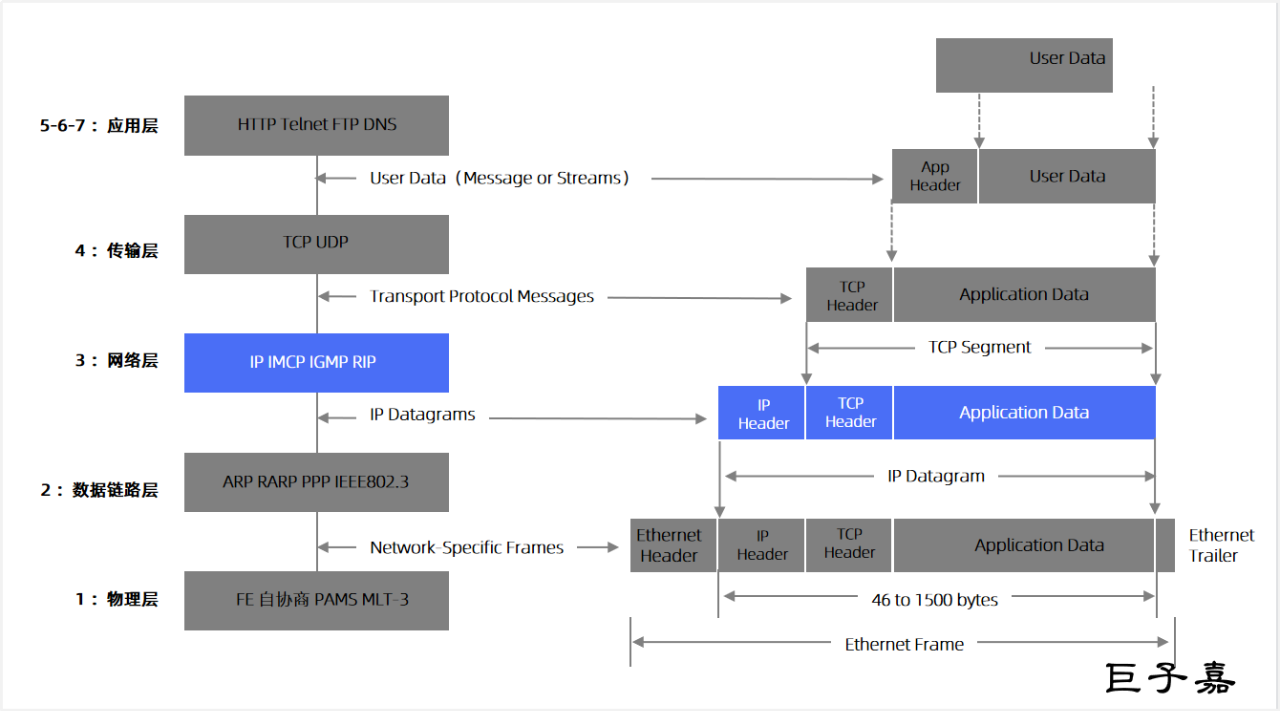 User Data
5-6-7：应用层
HTTP Telnet FTP DNS
User Data（Message or Streams）
App
Header
User Data
4：传输层
TCP UDP
Transport Protocol Messages
TCP
Header
Application Data
TCP Segment
3：网络层
IP IMCP IGMP RIP
IP Datagrams
IP
Header
TCP
Header
Application Data
IP Datagram
2：数据链路层
ARP RARP PPP IEEE802.3
Network-Specific Frames
Ethernet
Header
IP
Header
TCP
Header
Application Data
Ethernet
Trailer
1：物理层
FE 自协商 PAMS MLT-3
46 to 1500 bytes
Ethernet Frame
巨子嘉